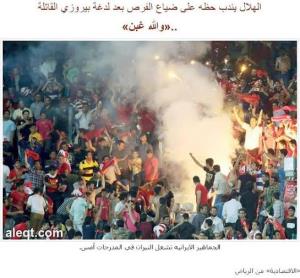 الهلال يندب حظه على ضياع الفرص بعد لدغة بيروزي القاتلة
..«والله غبن»
aleqt.com
الجماهير الايرانية تشعل النيران في المدرجات أمس.
«الاقتصادية» من الرياض